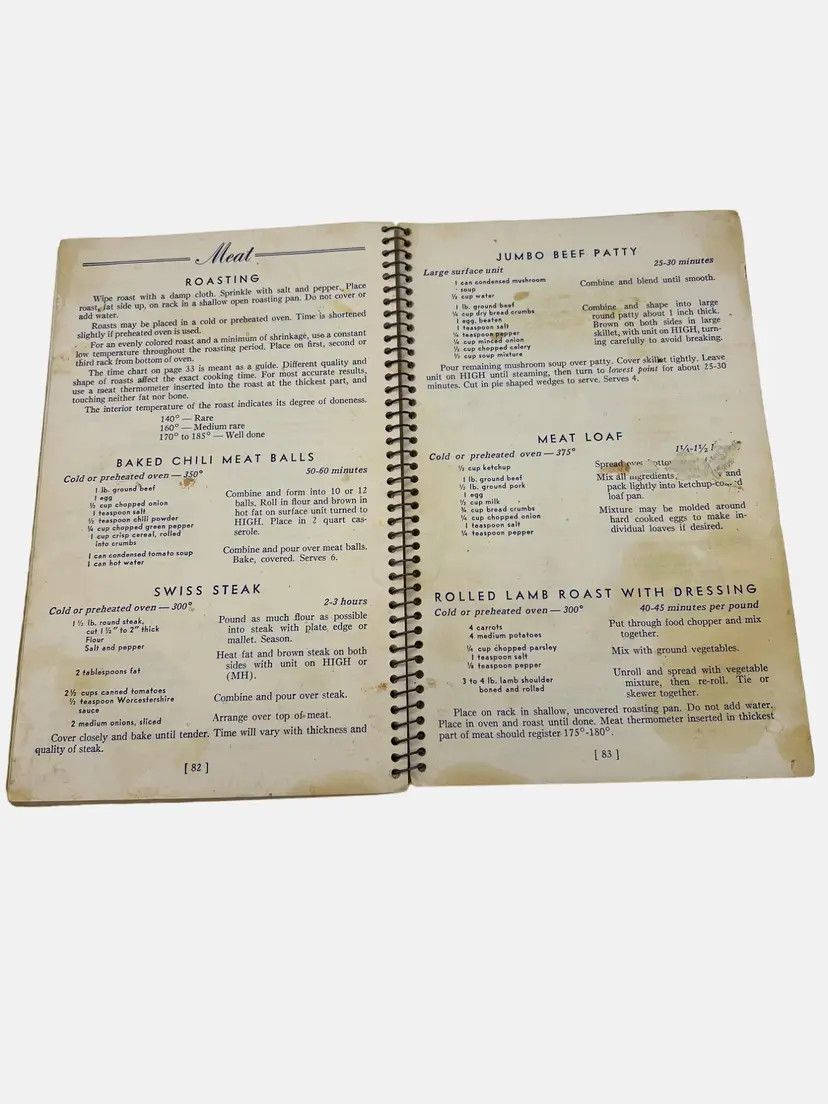 Meat
ROASTING
Wipe roast with a damp cloth. Sprinkle with salt and pepper. Place
roast, fat side up, on rack in a shallow open roasting pan. Do not cover or
add water.
Roasts may be placed in a cold or preheated oven. Time is shortened
slightly if preheated oven is used.
For an evenly colored roast and a minimum of shrinkage, use a constant
low temperature throughout the roasting period. Place on first, second or
third rack from bottom of oven.
The time chart on page 33 is meant as a guide. Different quality and
shape of roasts affect the exact cooking time. For most accurate results,
use a meat thermometer inserted into the roast at the thickest part, and
touching neither fat nor bone.
The interior temperature of the roast indicates its degree of doneness.
140° — Rare
160° — Medium rare
170° to 185° — Well done
BAKED CHILI MEAT BALLS
Cold or preheated oven — 350° 50-60 minutes
1 lb. ground beef
1 egg
½ cup chopped onion
1 teaspoon salt
½ teaspoon chili powder
¼ cup chopped green pepper
1 cup crisp cereal, rolled
into crumbs
Combine and form into 10 or 12
balls. Roll in flour and brown in
hot fat on surface unit turned to
HIGH. Place in 2 quart cas-
serole.
1 can condensed tomato soup
1 can hot water
Combine and pour over meat balls.
Bake, covered. Serves 6.
SWISS STEAK
Cold or preheated oven — 300° 2-3 hours
1 ½ lb. round steak,
cut 1 ½" to 2" thick
Flour
Salt and pepper
Pound as much flour as possible
into steak with plate edge or
mallet. Season.
2 tablespoons fat
Heat fat and brown steak on both
sides with unit on HIGH or
(MH).
2½ cups canned tomatoes
½ teaspoon Worcestershire
sauce
Combine and pour over steak.
2 medium onions, sliced
Arrange over top of meat.
Cover closely and bake until tender. Time will vary with thickness and
quality of steak.
[ 82 ]
JUMBO BEEF PATTY
Large surface unit 25-30 minutes
1 can condensed mushroom
soup
½ cup water
Combine and blend until smooth.
1 lb. ground beef
¼ cup dry bread crumbs
1 egg, beaten
1 teaspoon salt
teaspoon pepper
¼ cup minced onion
½ cup chopped celery
⅓ cup soup mixture
Combine and shape into large
round patty about 1 inch thick.
Brown on both sides in large
skillet, with unit on HIGH, turn-
ing carefully to avoid breaking.
Pour remaining mushroom soup over patty. Cover skillet tightly. Leave
unit on HIGH until steaming, then turn to lowest point for about 25-30
minutes. Cut in pie shaped wedges to serve. Serves 4.
MEAT LOAF
Cold or preheated oven — 375° 1¼-1½
½ cup ketchup
Spread over
1 lb. ground beef
½ lb. ground pork
1 egg
½ cup milk
¾ cup bread crumbs
¼ cup chopped onion
1 teaspoon salt
¼ teaspoon pepper
Mix all ingredients, and
pack lightly into ketchup-coated
loaf pan.
Mixture may be molded around
hard cooked eggs to make in-
dividual loaves if desired.
ROLLED LAMB ROAST WITH DRESSING
Cold or preheated oven — 300° 40-45 minutes per pound
4 carrots
4 medium potatoes
Put through food chopper and mix
together.
¼ cup chopped parsley
1 teaspoon salt
⅛ teaspoon pepper
Mix with ground vegetables.
3 to 4 lb. lamb shoulder
boned and rolled
Unroll and spread with vegetable
mixture, then re-roll. Tie or
skewer together.
Place on rack in shallow, uncovered roasting pan. Do not add water.
Place in oven and roast until done. Meat thermometer inserted in thickest
part of meat should register 175°-180°.
[ 83 ]